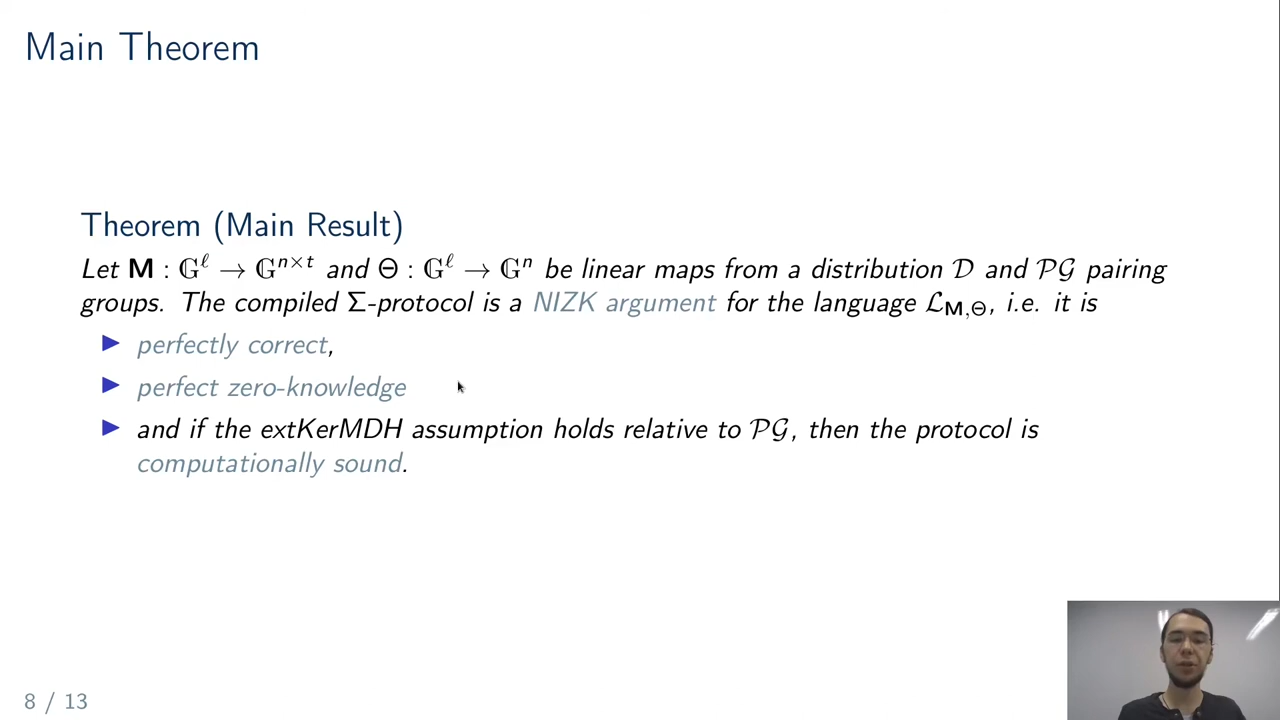 Main Theorem
Theorem (Main Result)
Let 𝐌 : 𝔾^ℓ → 𝔾^{n×t} and Θ : 𝔾^ℓ → 𝔾^n be linear maps from a distribution 𝒟 and 𝒫𝒢 pairing
groups. The compiled Σ-protocol is a NIZK argument for the language ℒ_{𝐌,Θ}, i.e. it is
▶ perfectly correct,
▶ perfect zero-knowledge
▶ and if the extKerMDH assumption holds relative to 𝒫𝒢, then the protocol is
computationally sound.
8 / 13